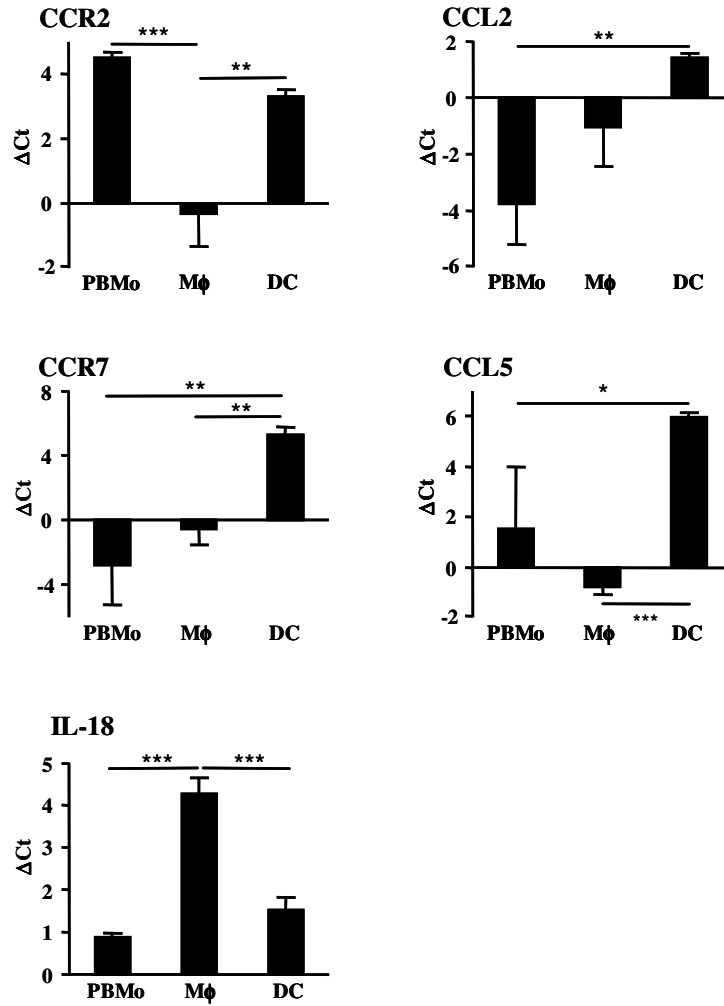 CCR2
***
**
4
2
0
-2
ΔCt
PBMo Mϕ DC
CCL2
**
2
0
-2
-4
-6
ΔCt
PBMo Mϕ DC
CCR7
**
**
8
4
0
-4
ΔCt
PBMo Mϕ DC
CCL5
*
6
4
2
0
-2
ΔCt
***
PBMo Mϕ DC
IL-18
*** ***
5
4
3
2
1
0
ΔCt
PBMo Mϕ DC